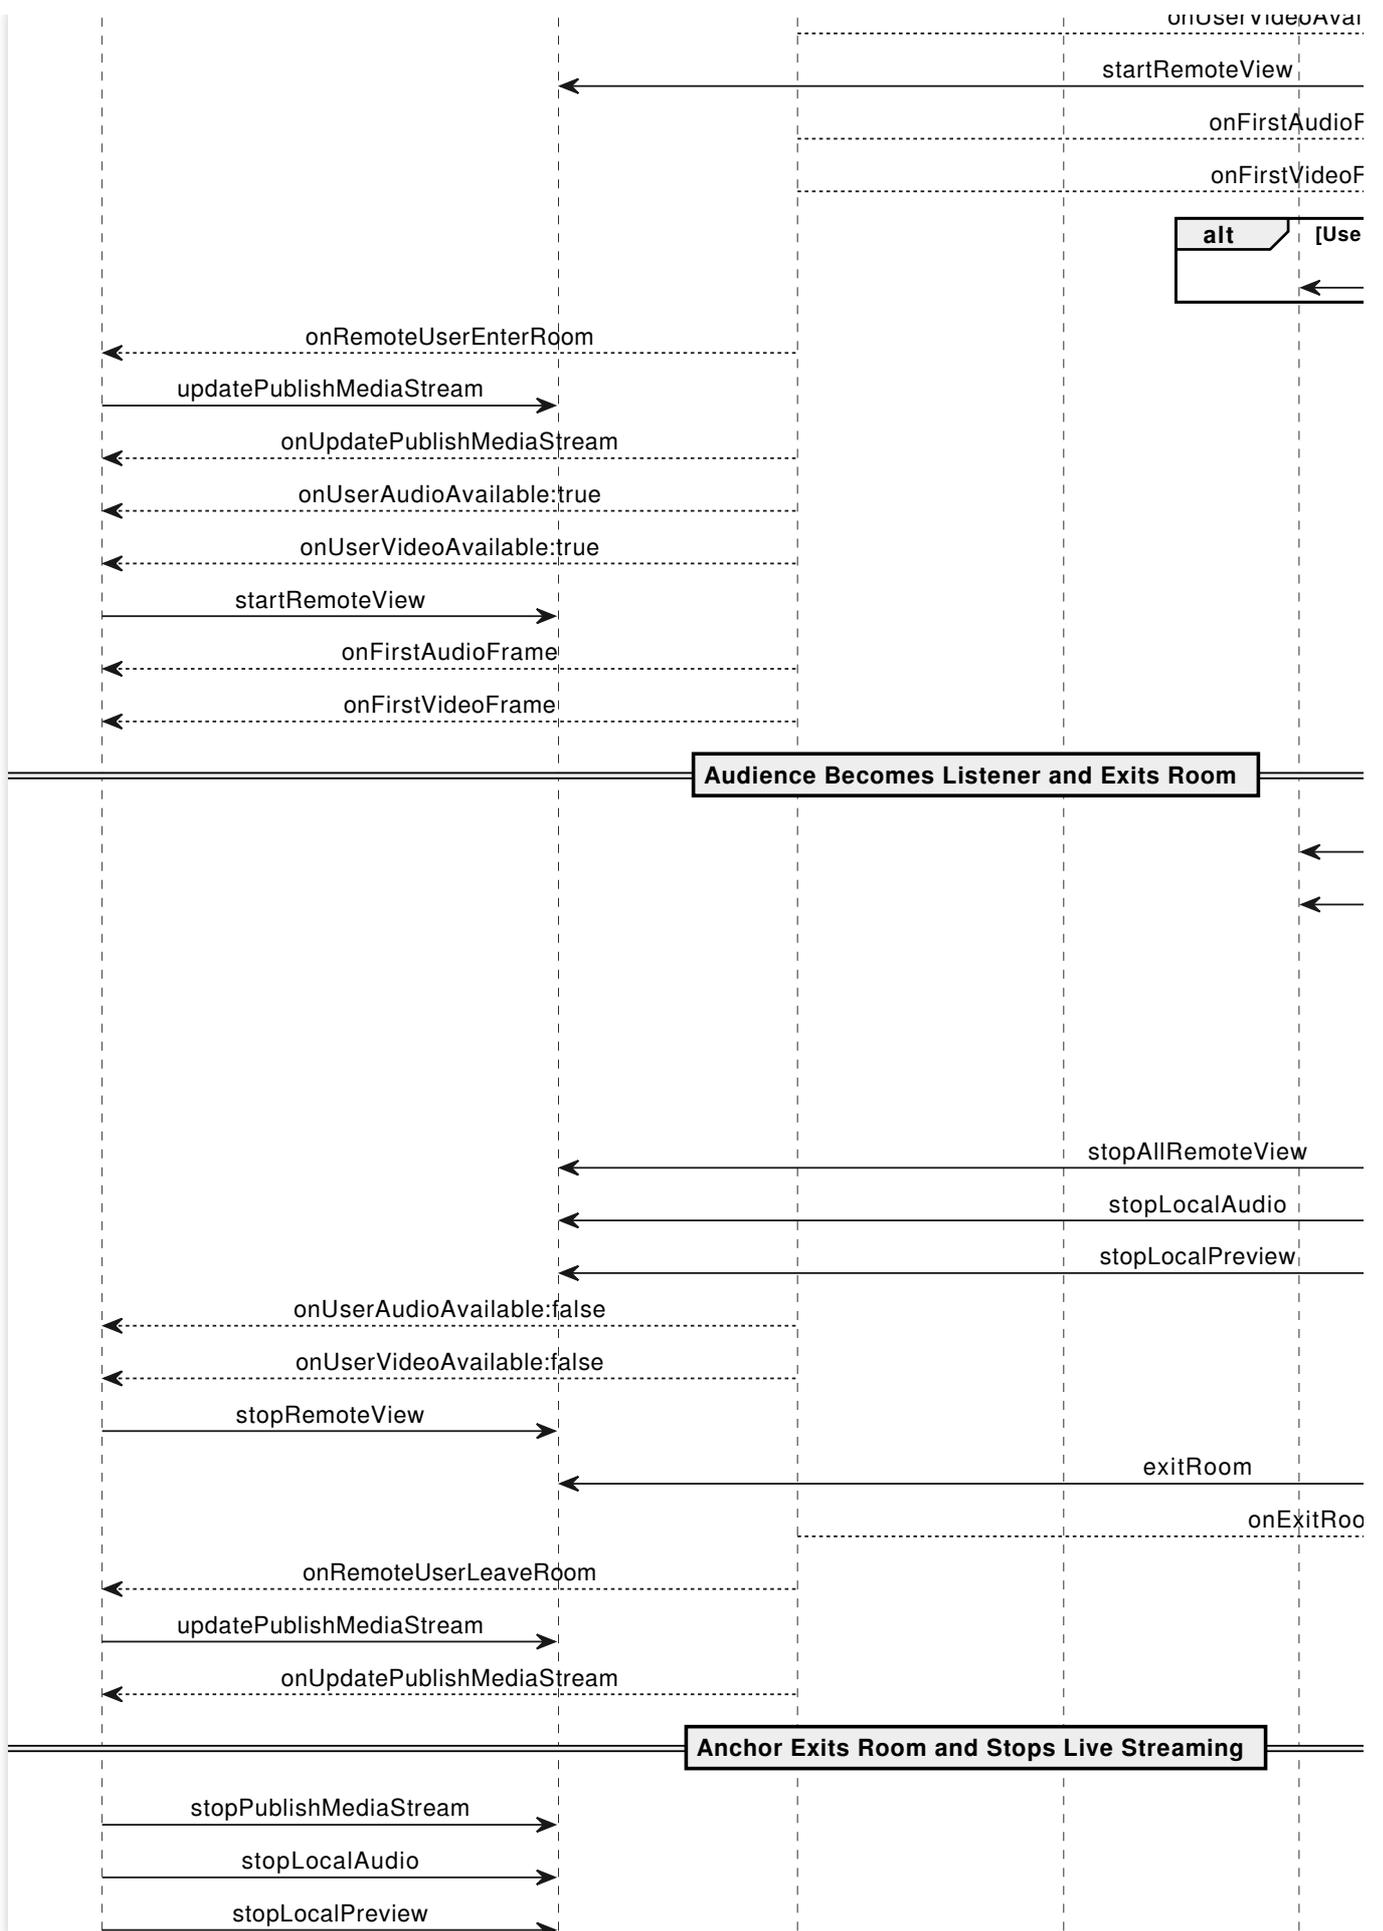 onUserVideoAvai
startRemoteView
onFirstAudioF
onFirstVideoF
alt [Use
onRemoteUserEnterRoom
updatePublishMediaStream
onUpdatePublishMediaStream
onUserAudioAvailable:true
onUserVideoAvailable:true
startRemoteView
onFirstAudioFrame
onFirstVideoFrame
Audience Becomes Listener and Exits Room
stopAllRemoteView
stopLocalAudio
stopLocalPreview
onUserAudioAvailable:false
onUserVideoAvailable:false
stopRemoteView
exitRoom
onExitRoo
onRemoteUserLeaveRoom
updatePublishMediaStream
onUpdatePublishMediaStream
Anchor Exits Room and Stops Live Streaming
stopPublishMediaStream
stopLocalAudio
stopLocalPreview